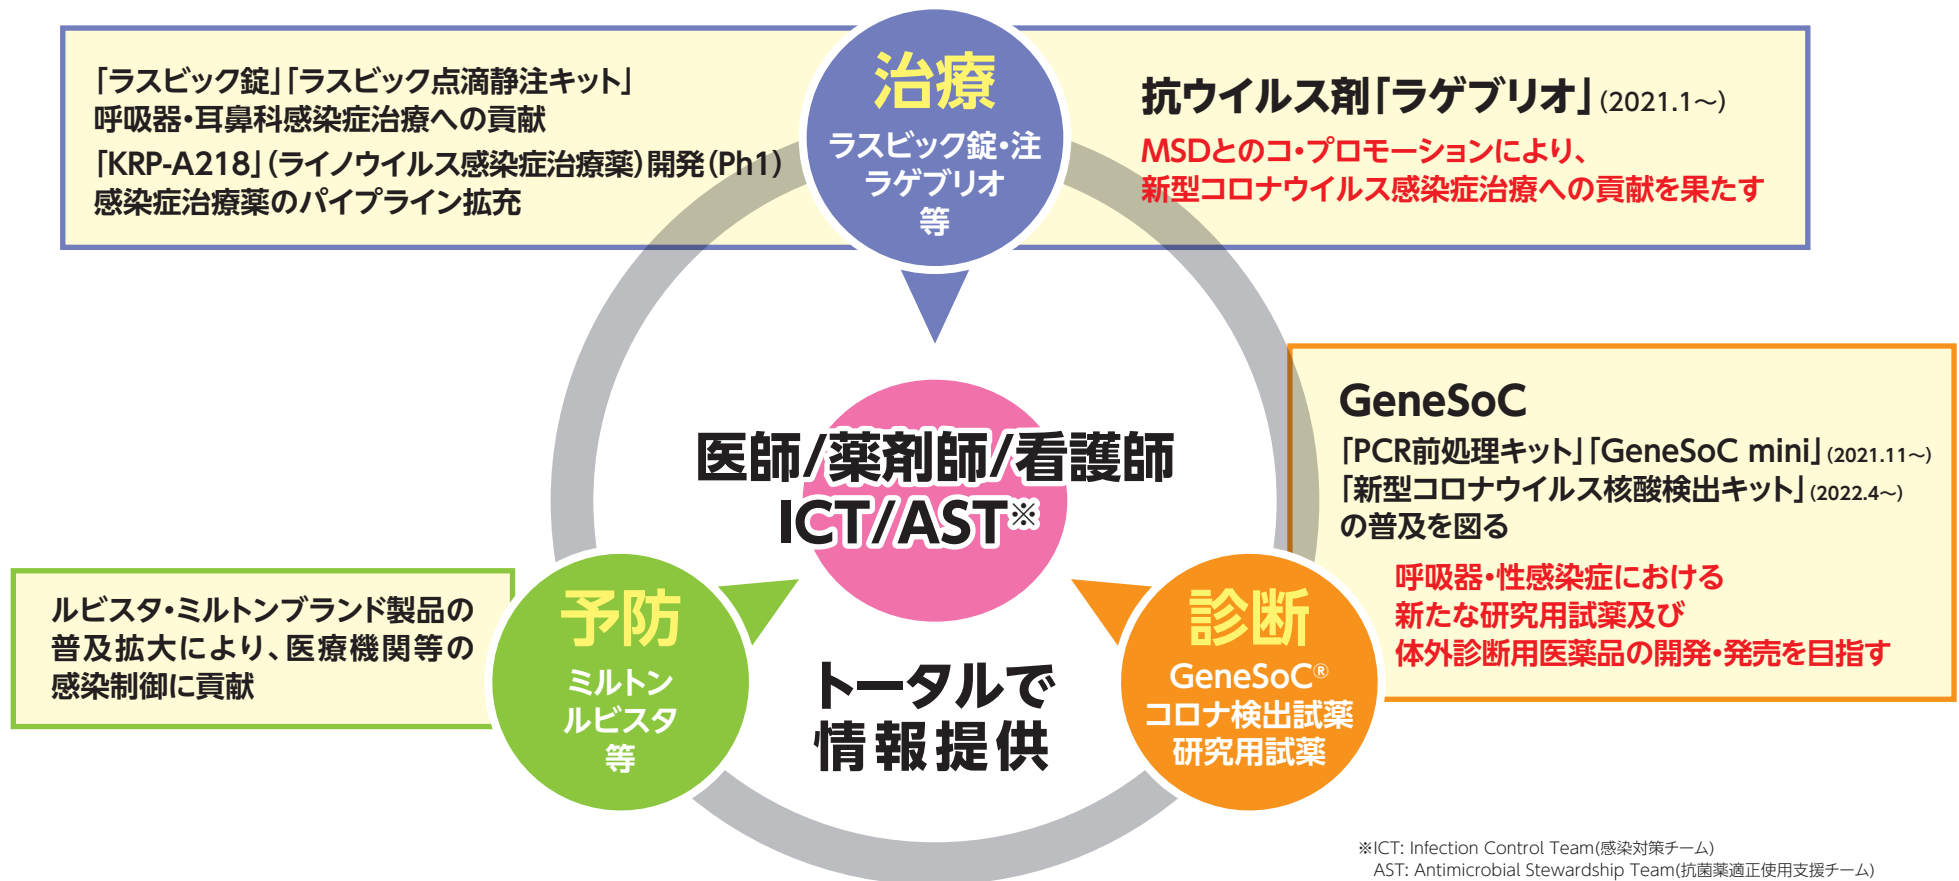 「ラスビック錠」「ラスビック点滴静注キット」
呼吸器・耳鼻科感染症治療への貢献
「KRP-A218」(ライノウイルス感染症治療薬)開発(Ph1)
感染症治療薬のパイプライン拡充
治療
ラスビック錠・注
ラゲブリオ
等
抗ウイルス剤「ラゲブリオ」(2021.1～)
MSDとのコ・プロモーションにより、
新型コロナウイルス感染症治療への貢献を果たす
医師/薬剤師/看護師
ICT/AST※
トータルで
情報提供
GeneSoC
「PCR前処理キット」「GeneSoC mini」(2021.11～)
「新型コロナウイルス核酸検出キット」(2022.4～)
の普及を図る
呼吸器・性感染症における
新たな研究用試薬及び
体外診断用医薬品の開発・発売を目指す
ルビスタ・ミルトンブランド製品の
普及拡大により、医療機関等の
感染制御に貢献
予防
ミルトン
ルビスタ
等
診断
GeneSoC®
コロナ検出試薬
研究用試薬
※ICT: Infection Control Team(感染対策チーム)
AST: Antimicrobial Stewardship Team(抗菌薬適正使用支援チーム)